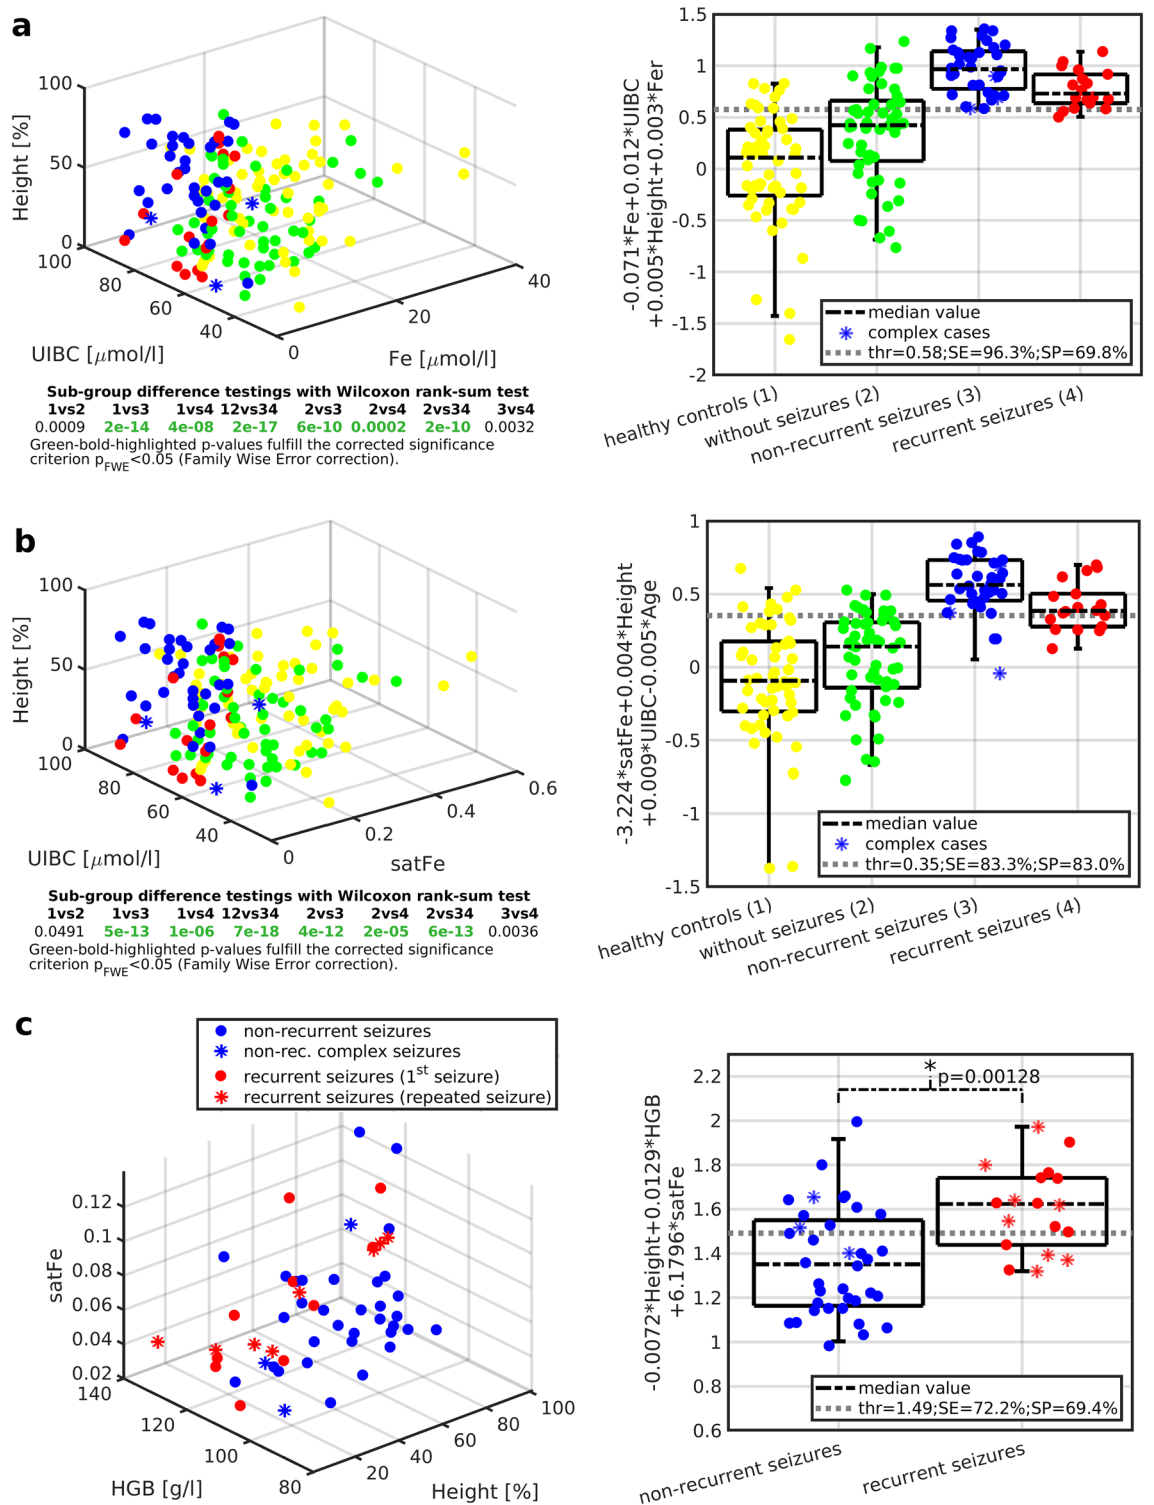 a
100
50
0
Height [%]
100
80
60
40
UIBC [μmol/l]
0
20
40
Fe [μmol/l]
Sub-group difference testings with Wilcoxon rank-sum test
1vs2 1vs3 1vs4 12vs34 2vs3 2vs4 2vs34 3vs4
0.0009 2e-14 4e-08 2e-17 6e-10 0.0002 2e-10 0.0032
Green-bold-highlighted p-values fulfill the corrected significance
criterion pFWE<0.05 (Family Wise Error correction).
1.5
1
0.5
0
-0.5
-1
-1.5
-2
-0.071*Fe+0.012*UIBC
+0.005*Height+0.003*Fer
median value
complex cases
thr=0.58;SE=96.3%;SP=69.8%
healthy controls (1)
without seizures (2)
non-recurrent seizures (3)
recurrent seizures (4)
b
100
50
0
Height [%]
100
80
60
40
UIBC [μmol/l]
0
0.2
0.4
0.6
satFe
Sub-group difference testings with Wilcoxon rank-sum test
1vs2 1vs3 1vs4 12vs34 2vs3 2vs4 2vs34 3vs4
0.0491 5e-13 1e-06 7e-18 4e-12 2e-05 6e-13 0.0036
Green-bold-highlighted p-values fulfill the corrected significance
criterion pFWE<0.05 (Family Wise Error correction).
1
0.5
0
-0.5
-1
-1.5
-3.224*satFe+0.004*Height
+0.009*UIBC-0.005*Age
median value
complex cases
thr=0.35;SE=83.3%;SP=83.0%
healthy controls (1)
without seizures (2)
non-recurrent seizures (3)
recurrent seizures (4)
c
non-recurrent seizures
non-rec. complex seizures
recurrent seizures (1st seizure)
recurrent seizures (repeated seizure)
0.12
0.1
0.08
0.06
0.04
0.02
satFe
140
120
100
80
HGB [g/l]
20
40
60
80
100
Height [%]
2.2
2
1.8
1.6
1.4
1.2
1
0.8
0.6
-0.0072*Height+0.0129*HGB
+6.1796*satFe
*
p=0.00128
median value
thr=1.49;SE=72.2%;SP=69.4%
non-recurrent seizures
recurrent seizures